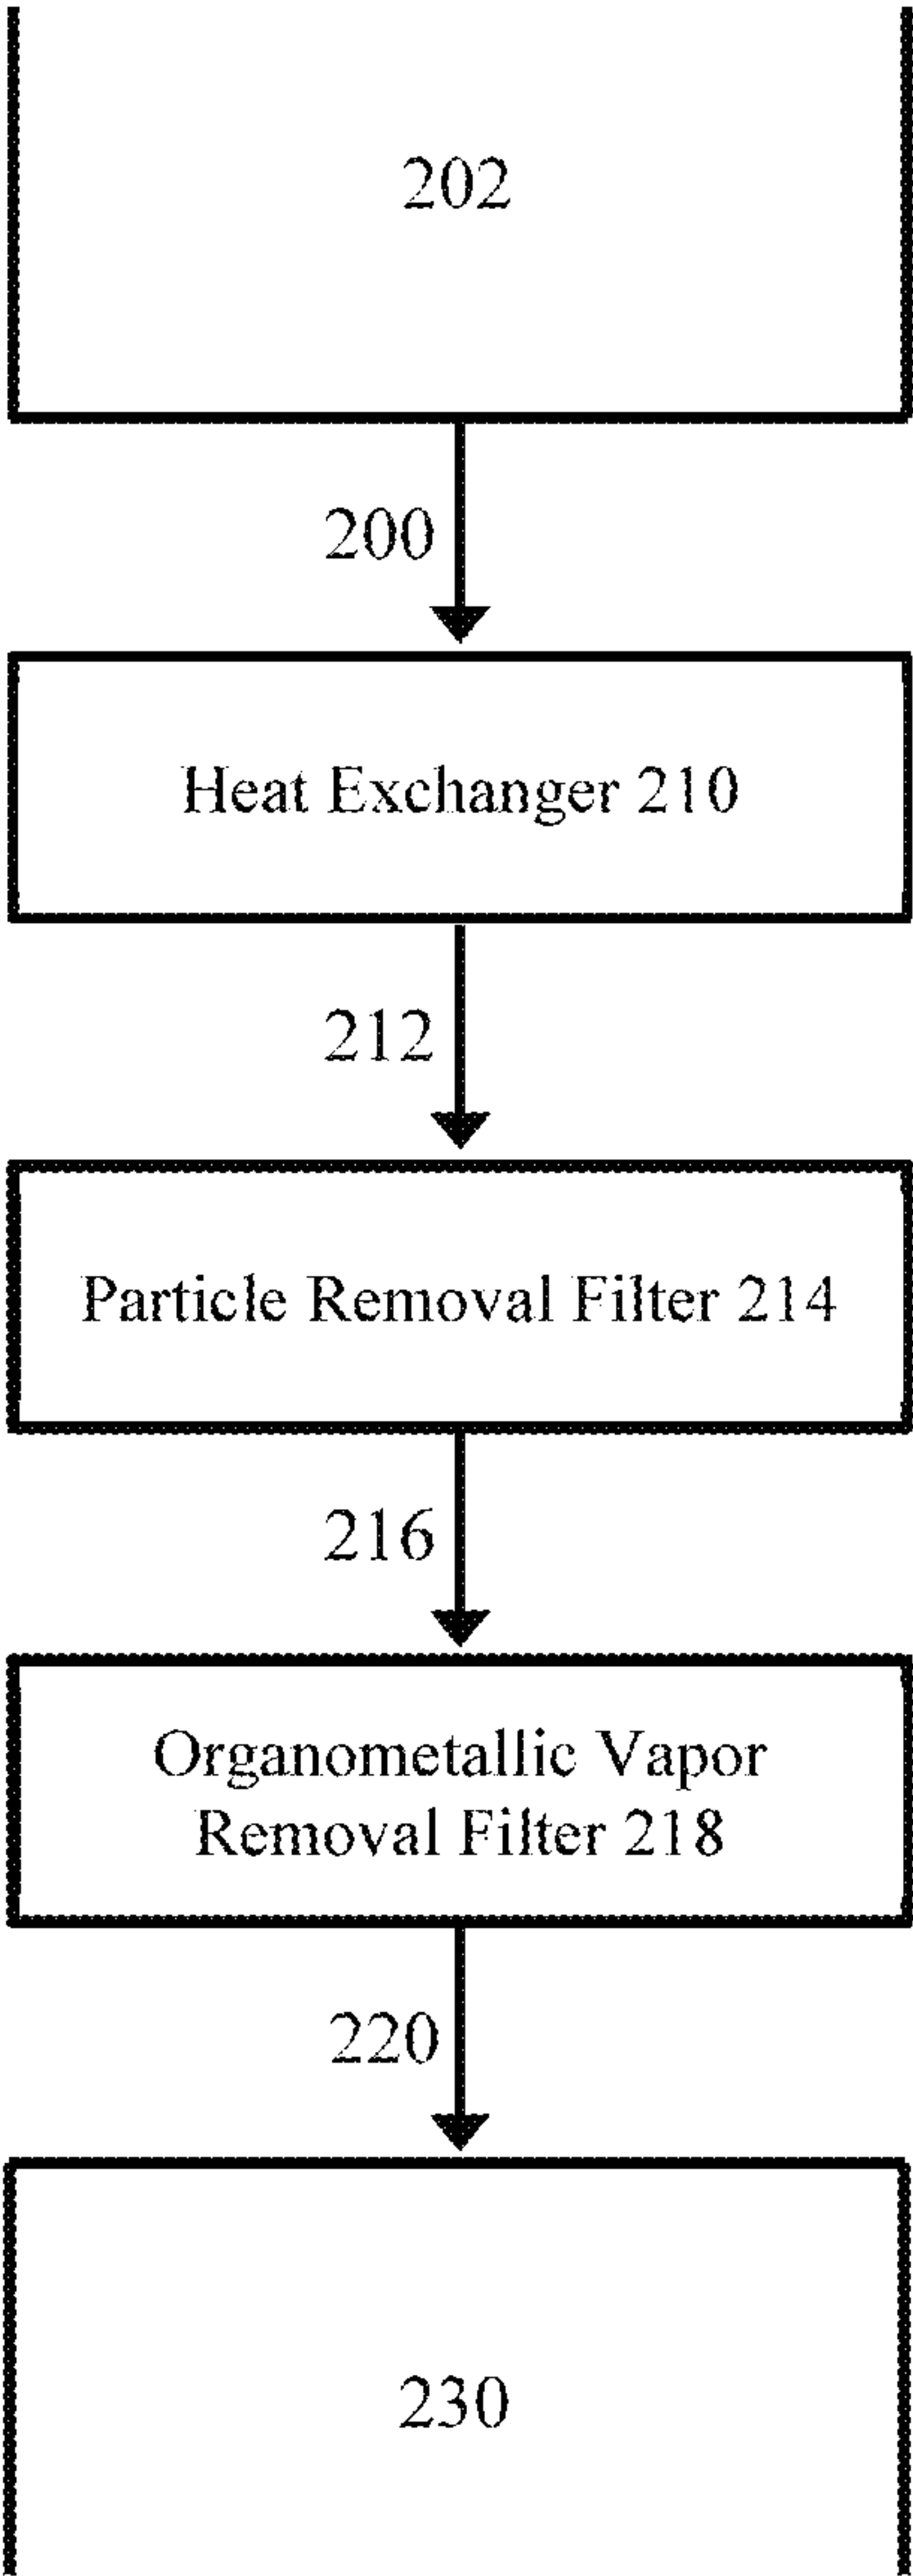 202
200
Heat Exchanger 210
212
Particle Removal Filter 214
216
Organometallic Vapor
Removal Filter 218
220
230